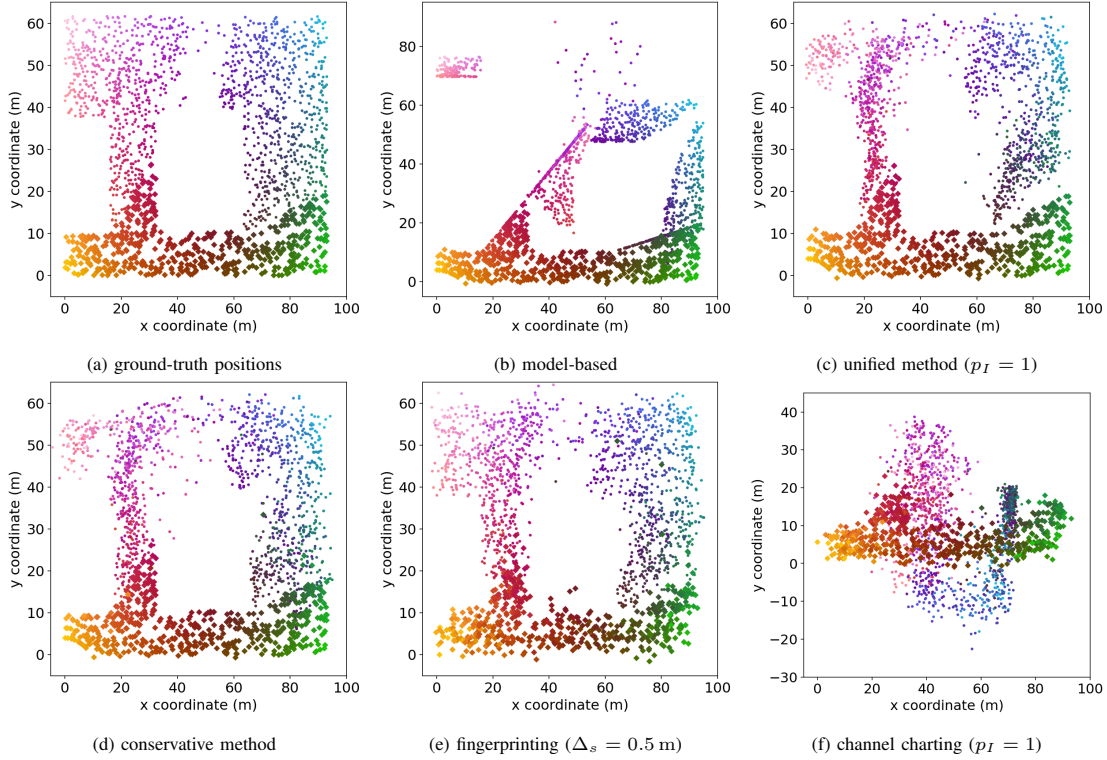 60
50
40
30
20
10
0
y coordinate (m)
0 20 40 60 80 100
x coordinate (m)
(a) ground-truth positions
80
60
40
20
0
y coordinate (m)
0 20 40 60 80 100
x coordinate (m)
(b) model-based
60
50
40
30
20
10
0
y coordinate (m)
0 20 40 60 80 100
x coordinate (m)
(c) unified method (p_I = 1)
60
50
40
30
20
10
0
y coordinate (m)
0 20 40 60 80 100
x coordinate (m)
(d) conservative method
60
50
40
30
20
10
0
y coordinate (m)
0 20 40 60 80 100
x coordinate (m)
(e) fingerprinting (Δ_s = 0.5 m)
40
30
20
10
0
−10
−20
−30
y coordinate (m)
0 20 40 60 80 100
x coordinate (m)
(f) channel charting (p_I = 1)